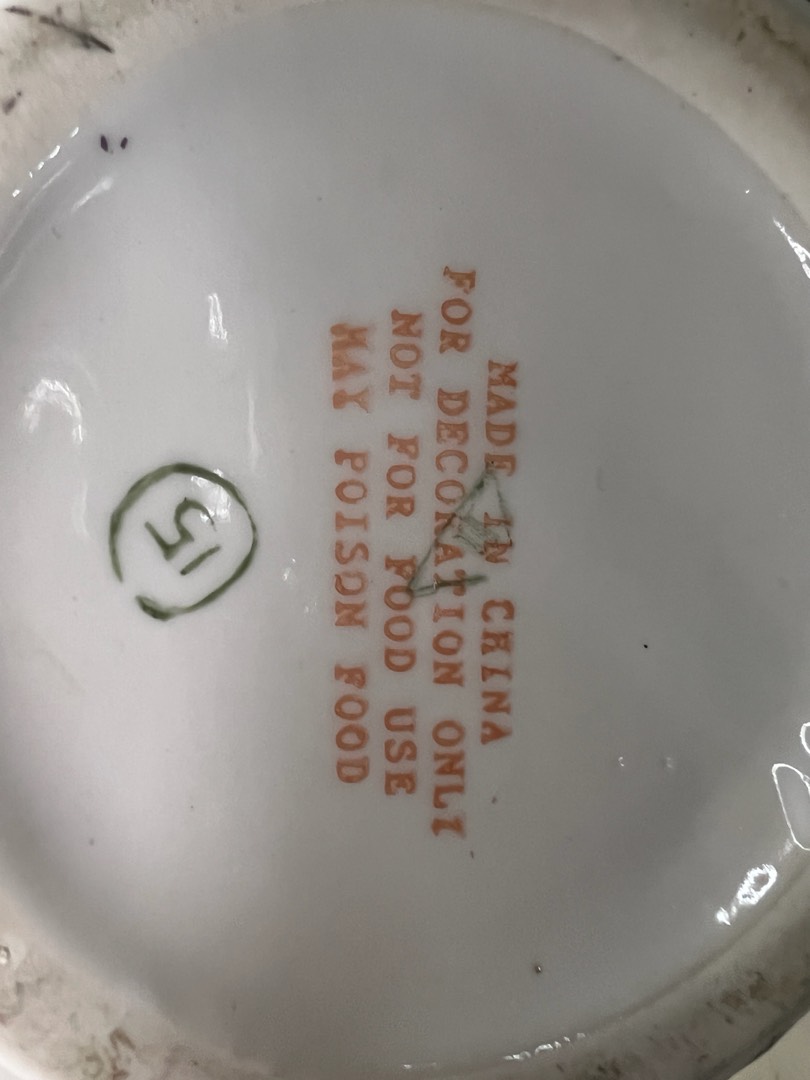 MADE IN CHINA
FOR DECORATION ONLY
NOT FOR FOOD USE
MAY POISON FOOD
15